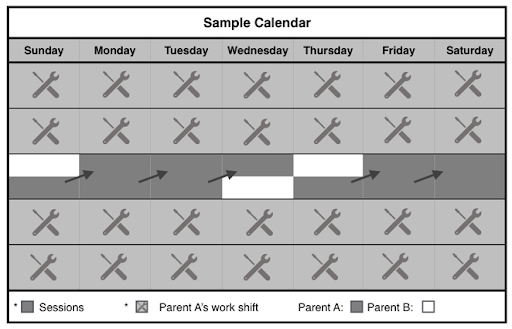 Sample Calendar
Sunday Monday Tuesday Wednesday Thursday Friday Saturday
* Sessions * Parent A's work shift Parent A: Parent B: